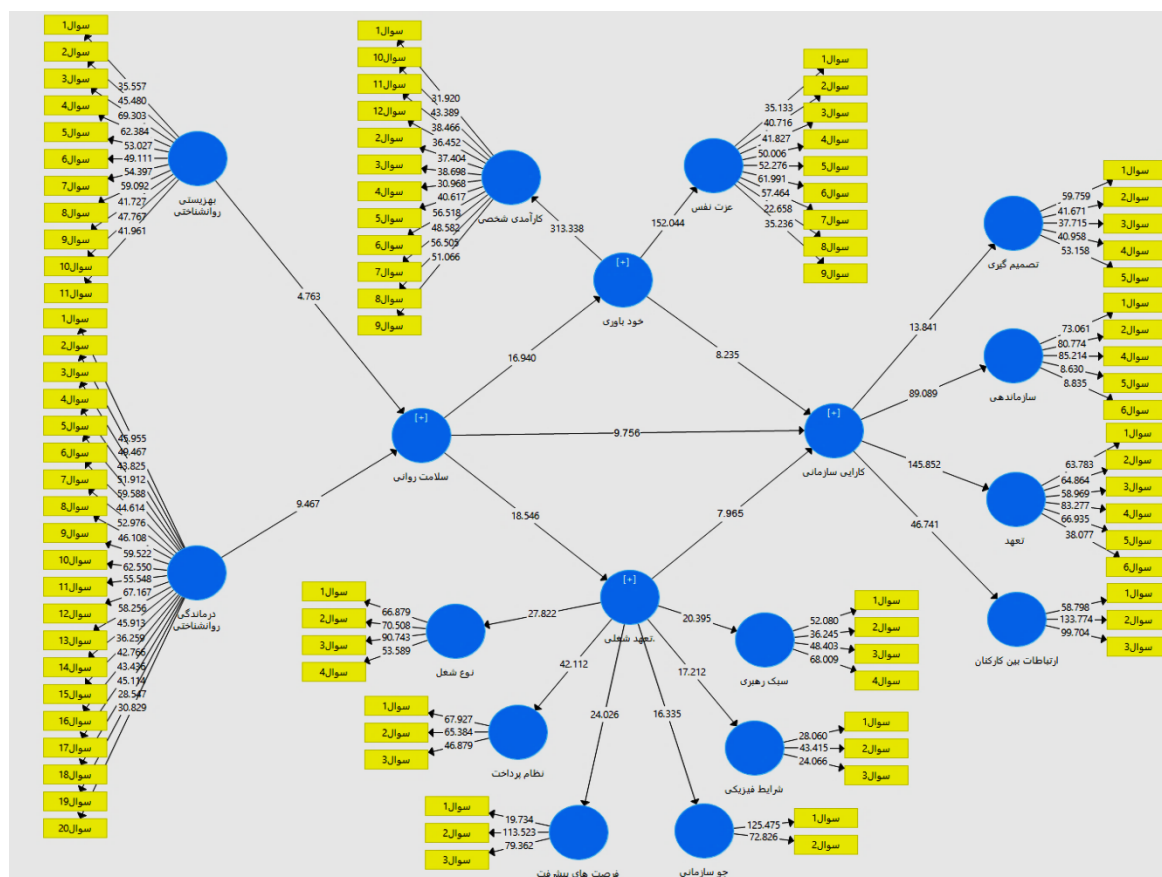 سوال1
سوال2
سوال3
سوال4
سوال5
سوال6
سوال7
سوال8
سوال9
سوال10
سوال11
35.557
45.480
69.303
62.384
53.027
49.111
54.397
59.092
41.727
47.767
41.961
بهزیستی
روانشناختی
سوال1
سوال2
سوال3
سوال4
سوال5
سوال6
سوال7
سوال8
سوال9
سوال10
سوال11
سوال12
سوال13
سوال14
سوال15
سوال16
سوال17
سوال18
سوال19
سوال20
45.955
49.467
43.825
51.912
59.588
44.614
52.976
46.108
59.522
62.550
55.548
67.167
58.256
45.913
36.259
42.766
43.436
45.114
28.547
30.829
درماندگی
روانشناختی
سوال1
سوال10
سوال11
سوال12
سوال2
سوال3
سوال4
سوال5
سوال6
سوال7
سوال8
سوال9
31.920
43.389
38.466
36.452
37.404
38.698
30.968
40.617
56.518
48.582
56.505
51.066
کارآمدی شخصی
313.338
152.044
[+]
خود باوری
سوال1
سوال2
سوال3
سوال4
سوال5
سوال6
سوال7
سوال8
سوال9
35.133
40.716
41.827
50.006
52.276
61.991
57.464
22.658
35.236
عزت نفس
4.763
9.467
16.940
8.235
9.756
18.546
7.965
[+]
سلامت روانی
[+]
کارایی سازمانی
13.841
89.089
145.852
46.741
سوال1
سوال2
سوال3
سوال4
سوال5
59.759
41.671
37.715
40.958
53.158
تصمیم گیری
سوال1
سوال2
سوال4
سوال5
سوال6
73.061
80.774
85.214
8.630
8.835
سازماندهی
سوال1
سوال2
سوال3
سوال4
سوال5
سوال6
63.783
64.864
58.969
83.277
66.935
38.077
تعهد
سوال1
سوال2
سوال3
58.798
133.774
99.704
ارتباطات بین کارکنان
[+]
تعهد شغلی.
27.822
42.112
24.026
16.335
17.212
20.395
سوال1
سوال2
سوال3
سوال4
66.879
70.508
90.743
53.589
نوع شغل
سوال1
سوال2
سوال3
67.927
65.384
46.879
نظام پرداخت
سوال1
سوال2
سوال3
19.734
113.523
79.362
فرصت های پیشرفت
سوال1
سوال2
125.475
72.826
جو سازمانی
سوال1
سوال2
سوال3
28.060
43.415
24.066
شرایط فیزیکی
سوال1
سوال2
سوال3
سوال4
52.080
36.245
48.403
68.009
سبک رهبری